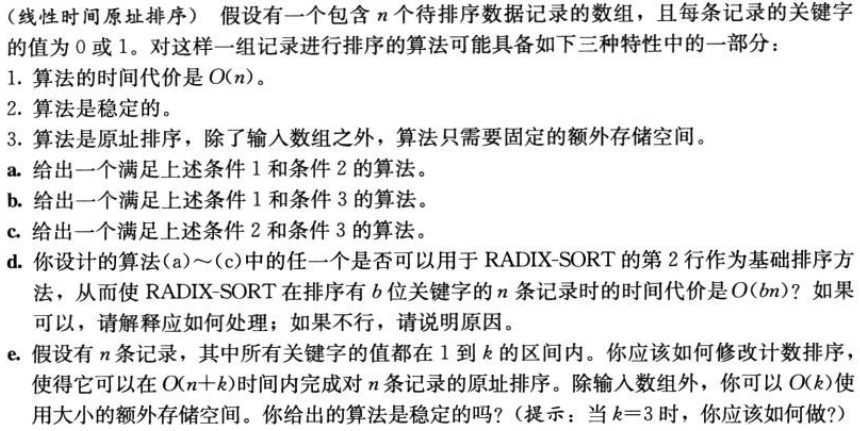 (线性时间原址排序) 假设有一个包含 n 个待排序数据记录的数组，且每条记录的关键字
的值为 0 或 1。对这样一组记录进行排序的算法可能具备如下三种特性中的一部分：
1. 算法的时间代价是 O(n)。
2. 算法是稳定的。
3. 算法是原址排序，除了输入数组之外，算法只需要固定的额外存储空间。
a. 给出一个满足上述条件 1 和条件 2 的算法。
b. 给出一个满足上述条件 1 和条件 3 的算法。
c. 给出一个满足上述条件 2 和条件 3 的算法。
d. 你设计的算法(a)～(c)中的任一个是否可以用于 RADIX-SORT 的第 2 行作为基础排序方
法，从而使 RADIX-SORT 在排序有 b 位关键字的 n 条记录时的时间代价是 O(bn)？如果
可以，请解释应如何处理；如果不行，请说明原因。
e. 假设有 n 条记录，其中所有关键字的值都在 1 到 k 的区间内。你应该如何修改计数排序，
使得它可以在 O(n+k)时间内完成对 n 条记录的原址排序。除输入数组外，你可以 O(k)使
用大小的额外存储空间。你给出的算法是稳定的吗？(提示：当 k=3 时，你应该如何做？)